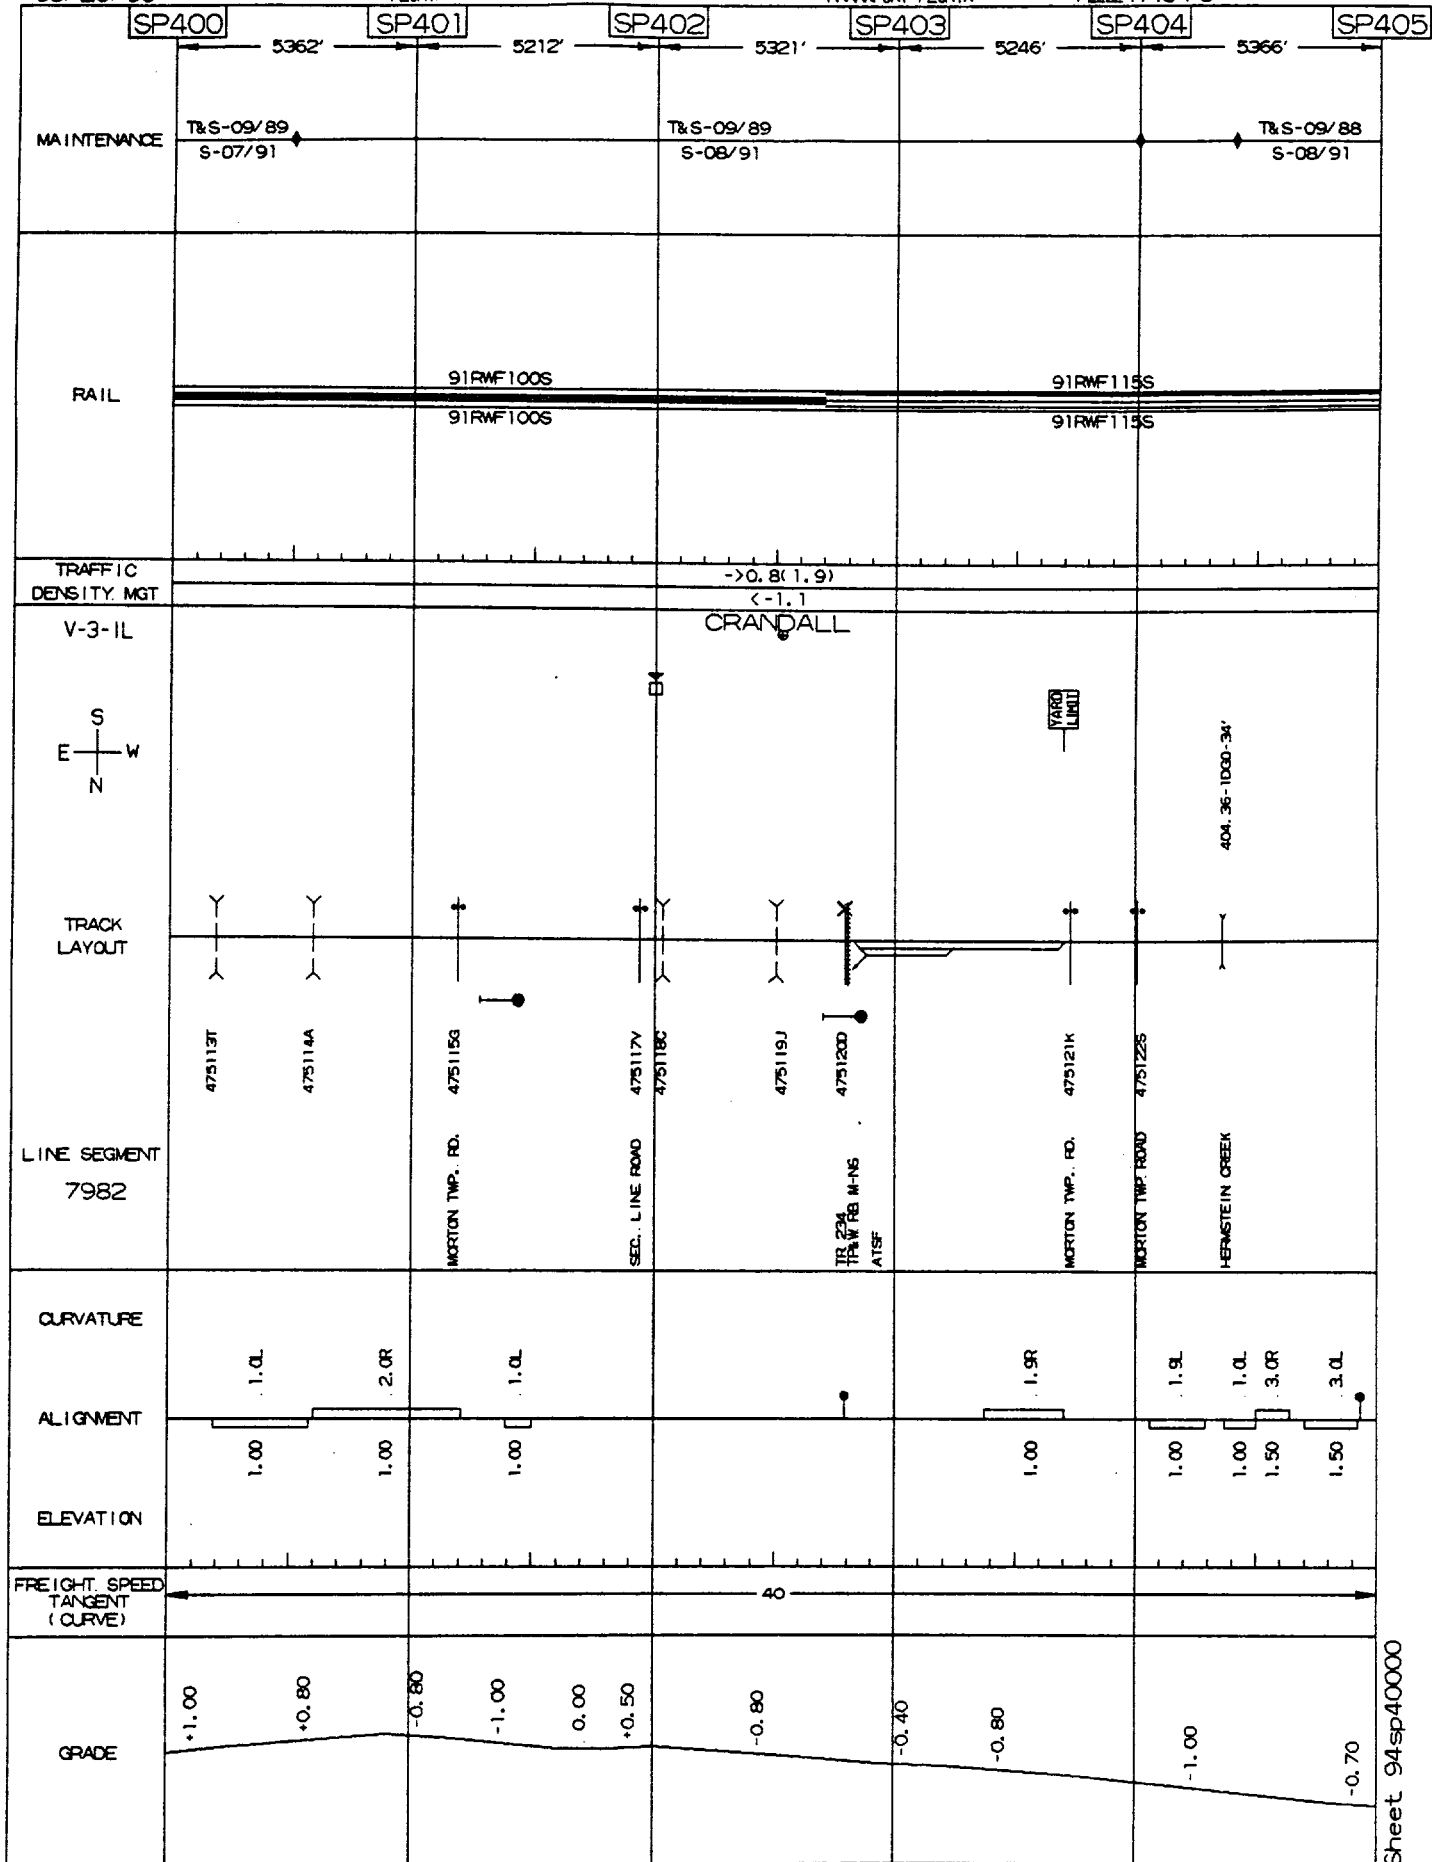 SP400 SP401 SP402 SP403 SP404 SP405
5362' 5212' 5321' 5246' 5366'
MAINTENANCE
T&S-09/89 T&S-09/89 T&S-09/88
S-07/91 S-08/91 S-08/91
RAIL
91RWF100S 91RWF115S
91RWF100S 91RWF115S
TRAFFIC
DENSITY. MGT
->0.8(1.9)
<-1.1
V-3-IL
CRANDALL
S
E W
N
YARD
LIMIT
404.36-1DGO-34'
TRACK
LAYOUT
475113T
475114A
475115G
475117V
475118C
475119J
475120D
475121K
475122S
LINE SEGMENT
7982
MORTON TWP. RD.
SEC. LINE ROAD
TR 234
TP&W RB M-NS
ATSF
MORTON TWP. RD.
MORTON TWP. ROAD
HERMSTEIN CREEK
CURVATURE
1.0L 2.0R 1.0L 1.9R 1.9L 1.0L 3.0R 3.0L
ALIGNMENT
1.00 1.00 1.00 1.00 1.00 1.00 1.50 1.50
ELEVATION
FREIGHT. SPEED
TANGENT
(CURVE)
40
GRADE
+1.00 +0.80 -0.80 -1.00 0.00 +0.50 -0.80 -0.40 -0.80 -1.00 -0.70
Sheet 94sp40000